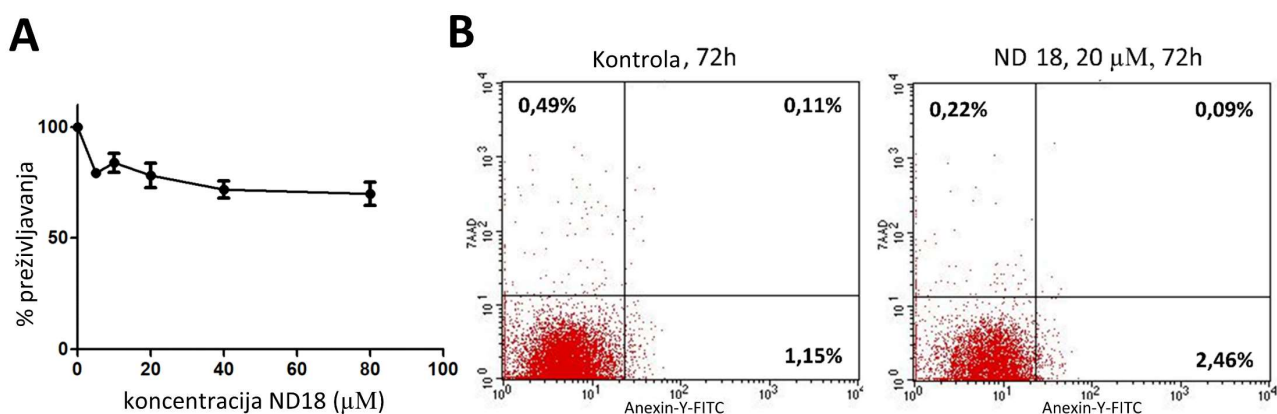 A
% preživljavanja
100
50
0
0 20 40 60 80 100
koncentracija ND18 (µM)
B
Kontrola, 72h
10⁴
10³
10²
10¹
10⁰
7AAD
0,49%
0,11%
1,15%
10⁰ 10¹ 10² 10³ 10⁴
Anexin-Y-FITC
ND 18, 20 µM, 72h
10⁴
10³
10²
10¹
10⁰
7AAD
0,22%
0,09%
2,46%
10⁰ 10¹ 10² 10³ 10⁴
Anexin-Y-FITC